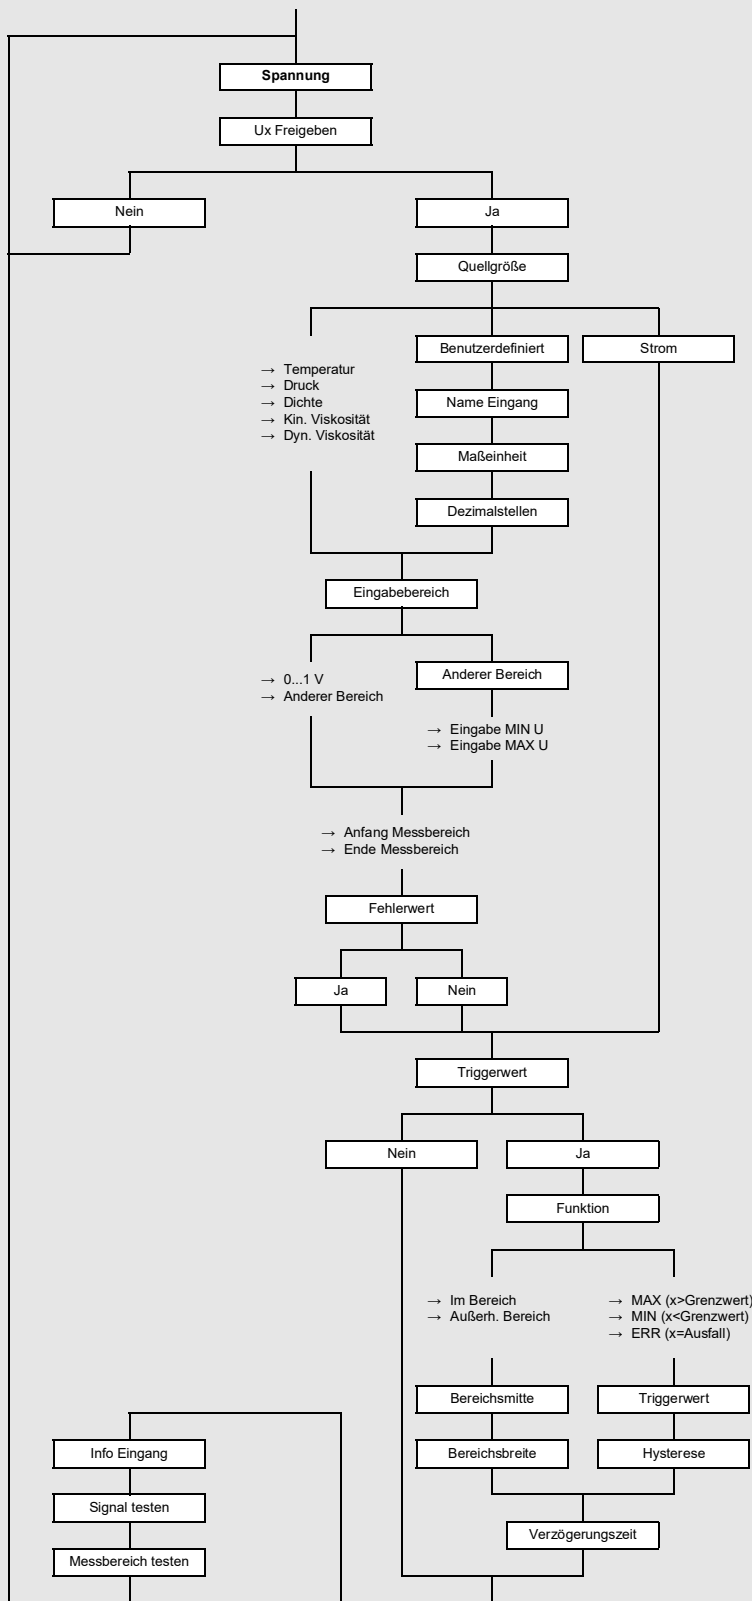 Spannung
Ux Freigeben
Nein
Ja
Quellgröße
Benutzerdefiniert
Strom
→ Temperatur
→ Druck
→ Dichte
→ Kin. Viskosität
→ Dyn. Viskosität
Name Eingang
Maßeinheit
Dezimalstellen
Eingabebereich
→ 0...1 V
→ Anderer Bereich
Anderer Bereich
→ Eingabe MIN U
→ Eingabe MAX U
→ Anfang Messbereich
→ Ende Messbereich
Fehlerwert
Ja
Nein
Triggerwert
Nein
Ja
Funktion
→ Im Bereich
→ Außerh. Bereich
→ MAX (x>Grenzwert)
→ MIN (x<Grenzwert)
→ ERR (x=Ausfall)
Bereichsmitte
Triggerwert
Bereichsbreite
Hysterese
Verzögerungszeit
Info Eingang
Signal testen
Messbereich testen